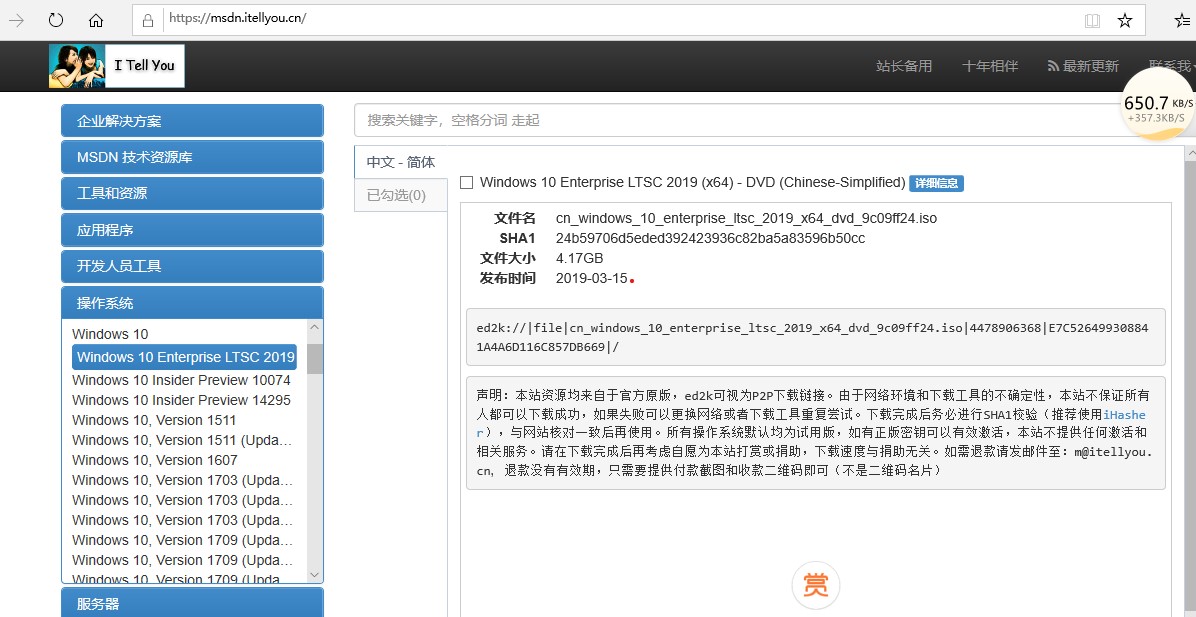 https://msdn.itellyou.cn/
I Tell You
站长备用
十年相伴
最新更新
联系我
650.7 KB/S
+357.3KB/S
企业解决方案
MSDN 技术资源库
工具和资源
应用程序
开发人员工具
操作系统
Windows 10
Windows 10 Enterprise LTSC 2019
Windows 10 Insider Preview 10074
Windows 10 Insider Preview 14295
Windows 10, Version 1511
Windows 10, Version 1511 (Upda...
Windows 10, Version 1607
Windows 10, Version 1703 (Upda...
Windows 10, Version 1703 (Upda...
Windows 10, Version 1703 (Upda...
Windows 10, Version 1709 (Upda...
Windows 10, Version 1709 (Upda...
Windows 10, Version 1709 (Upda
服务器
搜索关键字，空格分词 走起
中文 - 简体
已勾选(0)
Windows 10 Enterprise LTSC 2019 (x64) - DVD (Chinese-Simplified) 详细信息
文件名 cn_windows_10_enterprise_ltsc_2019_x64_dvd_9c09ff24.iso
SHA1 24b59706d5eded392423936c82ba5a83596b50cc
文件大小 4.17GB
发布时间 2019-03-15
ed2k://|file|cn_windows_10_enterprise_ltsc_2019_x64_dvd_9c09ff24.iso|4478906368|E7C526499308841
1A4A6D116C857DB669|/
声明：本站资源均来自于官方原版，ed2k可视为P2P下载链接。由于网络环境和下载工具的不确定性，本站不保证所有
人都可以下载成功，如果失败可以更换网络或者下载工具重复尝试。下载完成后务必进行SHA1校验（推荐使用iHashe
r），与网站核对一致后再使用。所有操作系统默认均为试用版，如有正版密钥可以有效激活，本站不提供任何激活和
相关服务。请在下载完成后再考虑自愿为本站打赏或捐助，下载速度与捐助无关。如需退款请发邮件至：m@itellyou.
cn，退款没有有效期，只需要提供付款截图和收款二维码即可（不是二维码名片）
赏